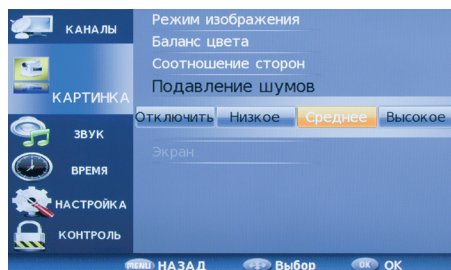 КАНАЛЫ
КАРТИНКА
ЗВУК
ВРЕМЯ
НАСТРОЙКА
КОНТРОЛЬ
Режим изображения
Баланс цвета
Соотношение сторон
Подавление шумов
Отключить Низкое Среднее Высокое
Экран
MENU НАЗАД Выбор OK OK